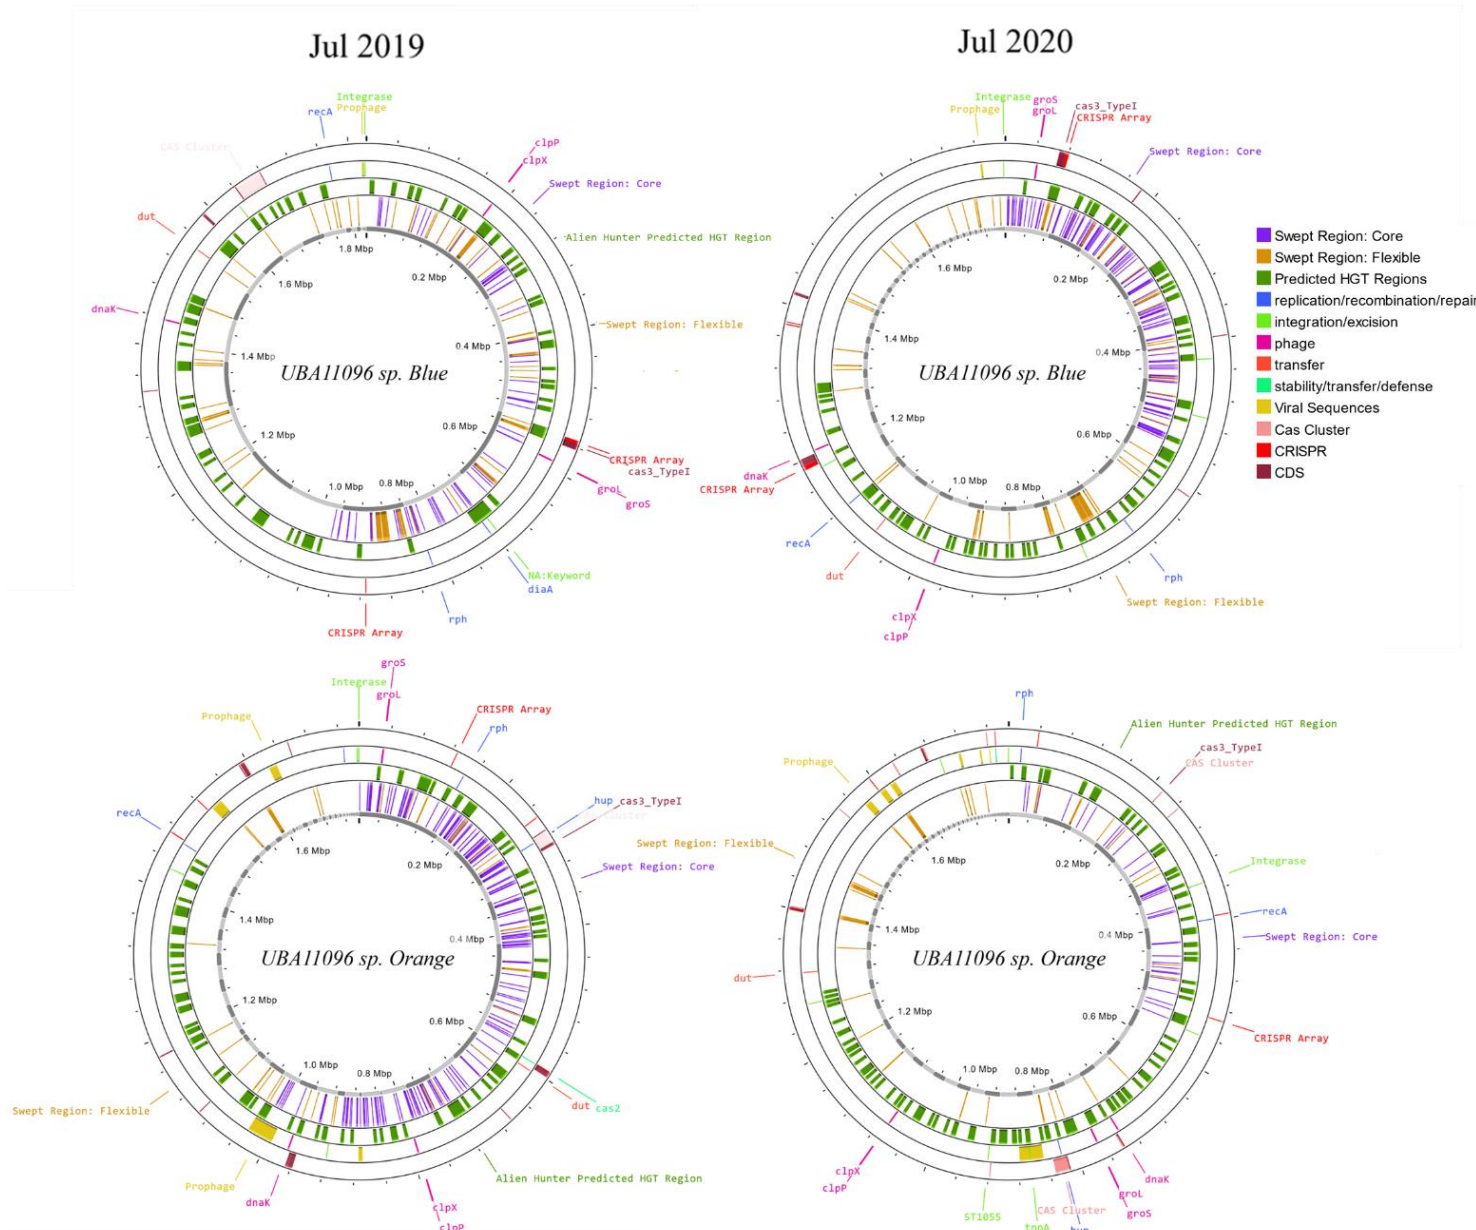 Jul 2019
Jul 2020
Integrase
Prophage
recA
CAS Cluster
clpP
clpX
Swept Region: Core
dut
Alien Hunter Predicted HGT Region
dnaK
Swept Region: Flexible
1.8 Mbp
0.2 Mbp
1.6 Mbp
0.4 Mbp
1.4 Mbp
UBA11096 sp. Blue
0.6 Mbp
1.2 Mbp
0.8 Mbp
1.0 Mbp
CRISPR Array
cas3_TypeI
groL
groS
NA:Keyword
diaA
rph
CRISPR Array
Integrase
Prophage
groS
groL
cas3_TypeI
CRISPR Array
Swept Region: Core
1.6 Mbp
0.2 Mbp
1.4 Mbp
0.4 Mbp
UBA11096 sp. Blue
1.2 Mbp
0.6 Mbp
1.0 Mbp
0.8 Mbp
dnaK
CRISPR Array
recA
dut
rph
Swept Region: Flexible
clpX
clpP
Swept Region: Core
Swept Region: Flexible
Predicted HGT Regions
replication/recombination/repair
integration/excision
phage
transfer
stability/transfer/defense
Viral Sequences
Cas Cluster
CRISPR
CDS
groS
Integrase
groL
Prophage
CRISPR Array
rph
recA
hup
cas3_TypeI
Swept Region: Core
1.6 Mbp
0.2 Mbp
1.4 Mbp
0.4 Mbp
UBA11096 sp. Orange
1.2 Mbp
0.6 Mbp
1.0 Mbp
0.8 Mbp
Swept Region: Flexible
dut
cas2
Prophage
dnaK
Alien Hunter Predicted HGT Region
clpX
clpP
rph
Alien Hunter Predicted HGT Region
cas3_TypeI
CAS Cluster
Prophage
Swept Region: Flexible
Integrase
recA
Swept Region: Core
1.6 Mbp
0.2 Mbp
1.4 Mbp
0.4 Mbp
UBA11096 sp. Orange
dut
1.2 Mbp
0.6 Mbp
CRISPR Array
1.0 Mbp
0.8 Mbp
clpX
clpP
dnaK
groL
groS
CAS Cluster
ST1055
tnpA
hup